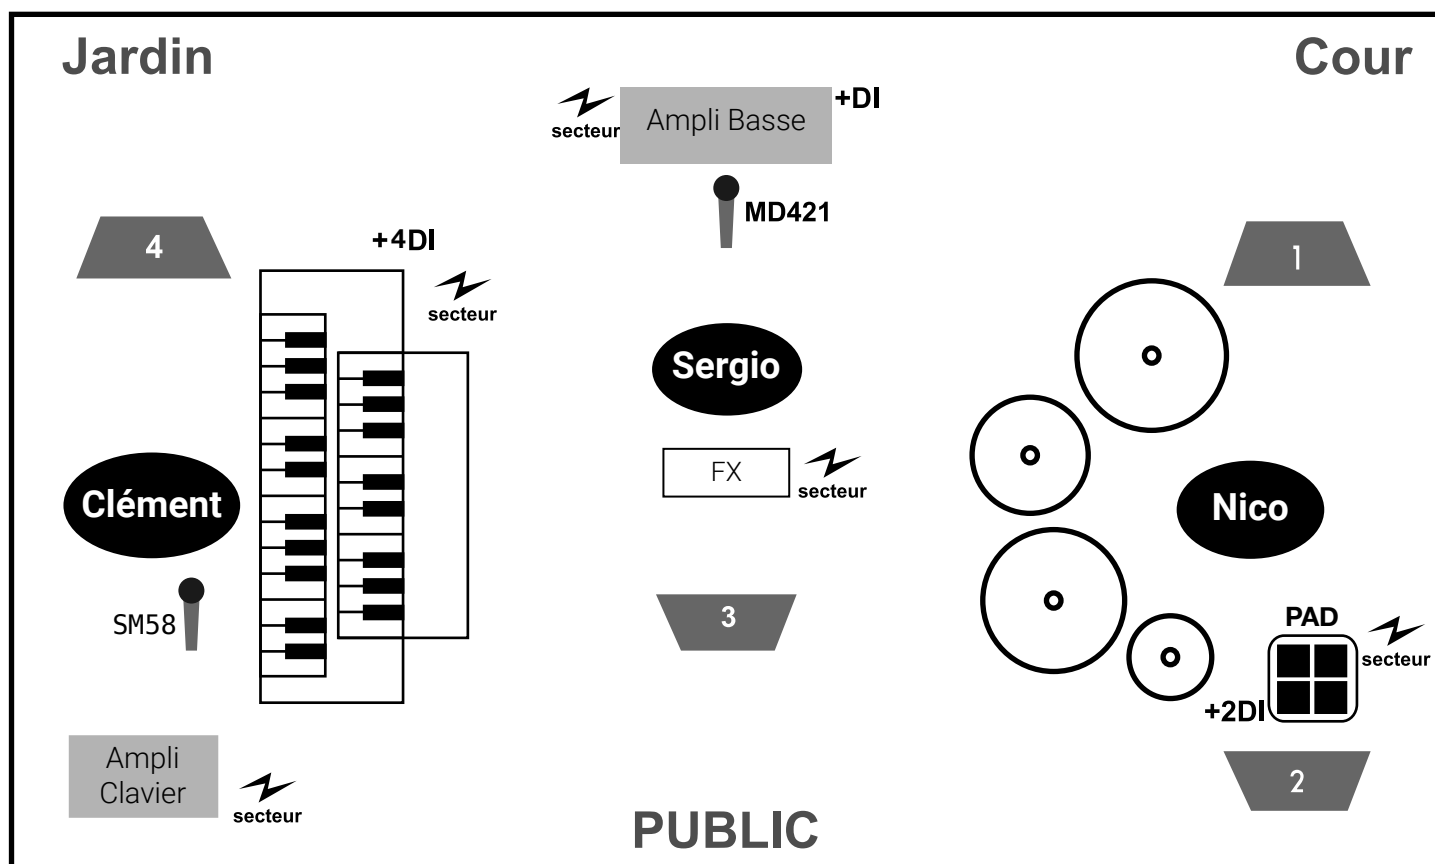 Jardin
Cour
secteur
Ampli Basse
+DI
MD421
4
+4DI
secteur
1
Sergio
FX
secteur
Clément
Nico
SM58
3
PAD
secteur
+2DI
Ampli
Clavier
secteur
2
PUBLIC